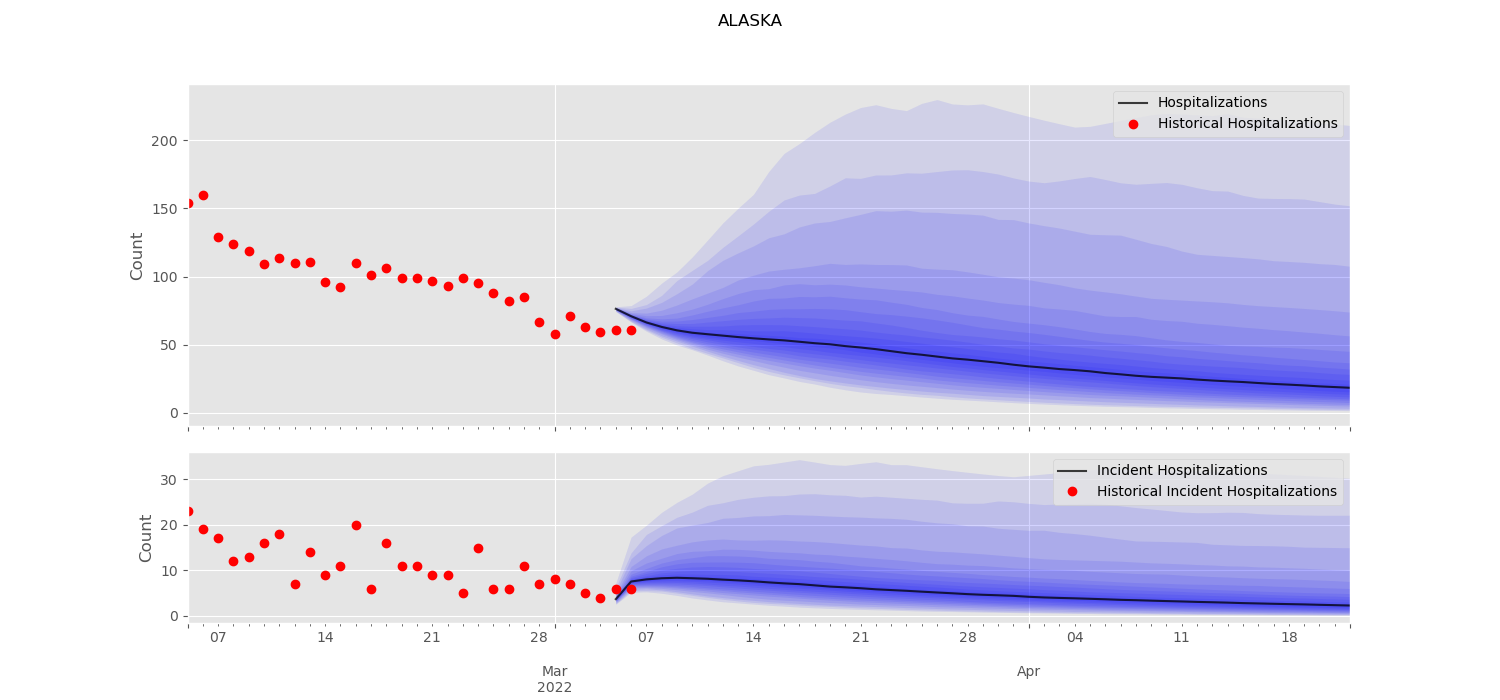 ALASKA
Hospitalizations
Historical Hospitalizations
Count
200
150
100
50
0
Incident Hospitalizations
Historical Incident Hospitalizations
Count
30
20
10
0
07 14 21 28 07 14 21 28 04 11 18
Mar Apr
2022